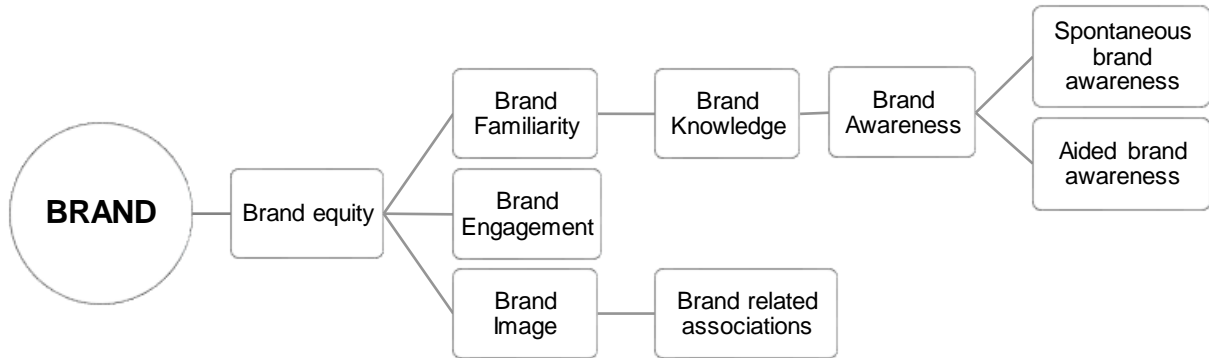 BRAND
Brand equity
Brand
Familiarity
Brand
Knowledge
Brand
Awareness
Spontaneous
brand
awareness
Aided brand
awareness
Brand
Engagement
Brand
Image
Brand related
associations